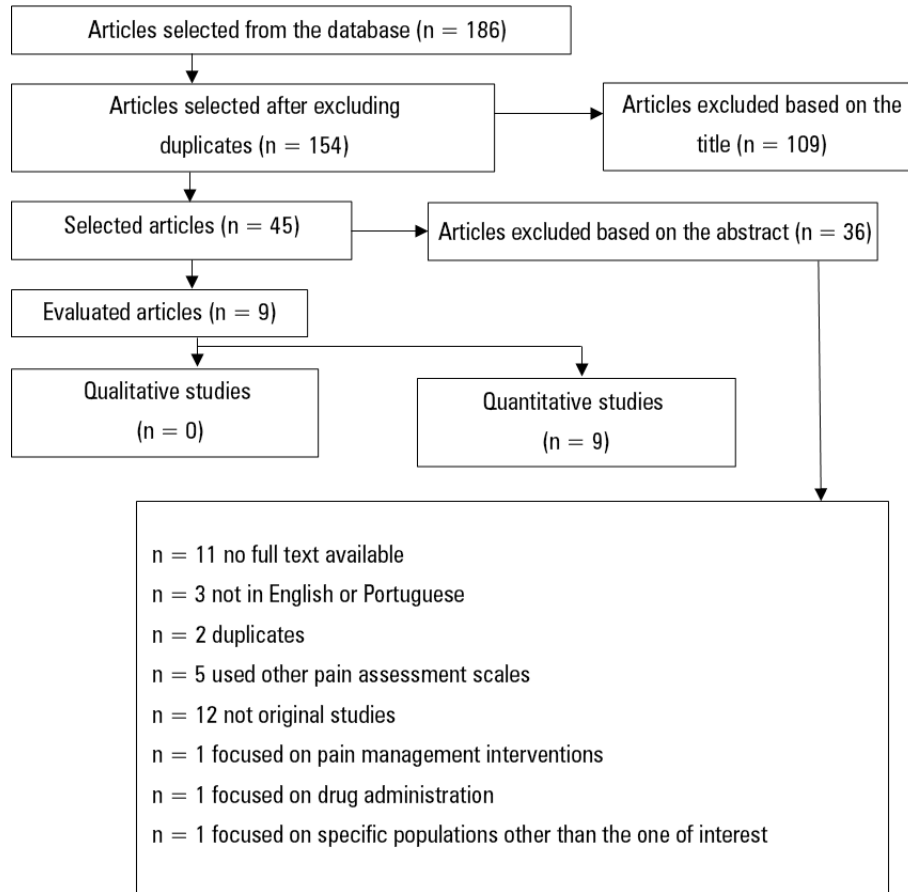 Articles selected from the database (n = 186)
Articles selected after excluding
duplicates (n = 154)
Articles excluded based on the
title (n = 109)
Selected articles (n = 45)
Articles excluded based on the abstract (n = 36)
Evaluated articles (n = 9)
Qualitative studies
(n = 0)
Quantitative studies
(n = 9)
n = 11 no full text available
n = 3 not in English or Portuguese
n = 2 duplicates
n = 5 used other pain assessment scales
n = 12 not original studies
n = 1 focused on pain management interventions
n = 1 focused on drug administration
n = 1 focused on specific populations other than the one of interest